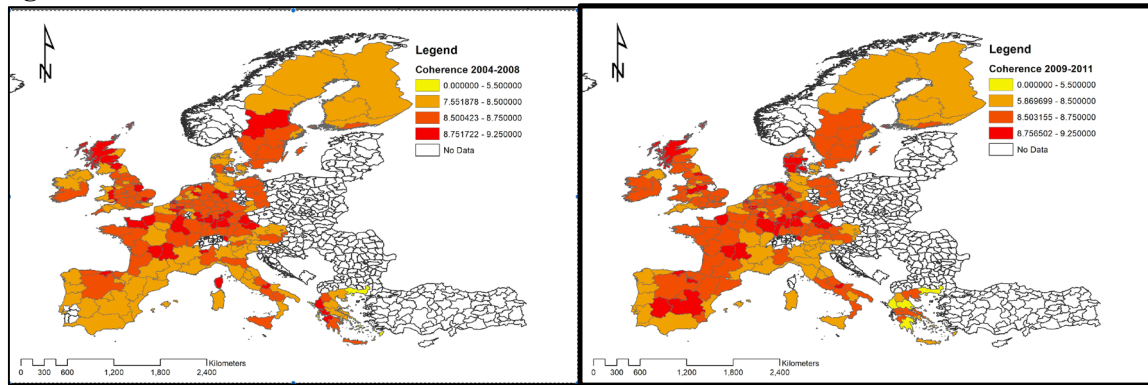 N
Legend
Coherence 2004-2008
0.000000 - 5.500000
7.551878 - 8.500000
8.500423 - 8.750000
8.751722 - 9.250000
No Data
Kilometers
0 300 600 1,200 1,800 2,400
N
Legend
Coherence 2009-2011
0.000000 - 5.500000
5.869699 - 8.500000
8.503155 - 8.750000
8.756502 - 9.250000
No Data
Kilometers
0 300 600 1,200 1,800 2,400